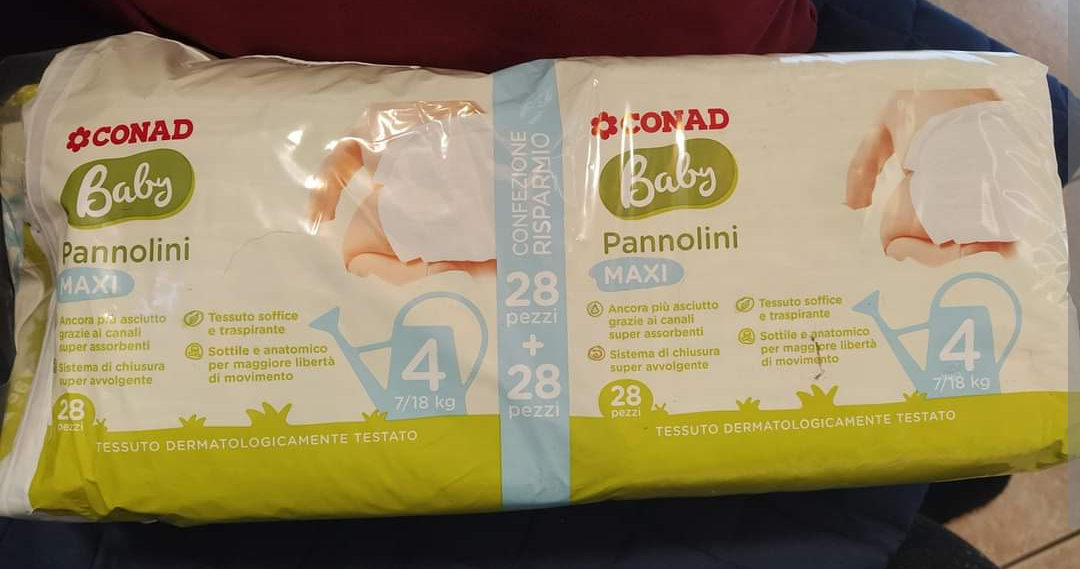 CONAD
Baby
Pannolini
MAXI
Ancora più asciutto
grazie ai canali
super assorbenti
Sistema di chiusura
super avvolgente
Tessuto soffice
e traspirante
Sottile e anatomico
per maggiore libertà
di movimento
4
7/18 kg
28
pezzi
TESSUTO DERMATOLOGICAMENTE TESTATO
CONFEZIONE
RISPARMIO
28
pezzi
+
28
pezzi
CONAD
Baby
Pannolini
MAXI
Ancora più asciutto
grazie ai canali
super assorbenti
Sistema di chiusura
super avvolgente
Tessuto soffice
e traspirante
Sottile e anatomico
per maggiore libertà
di movimento
4
7/18 kg
28
pezzi
TESSUTO DERMATOLOGICAMENTE TESTATO